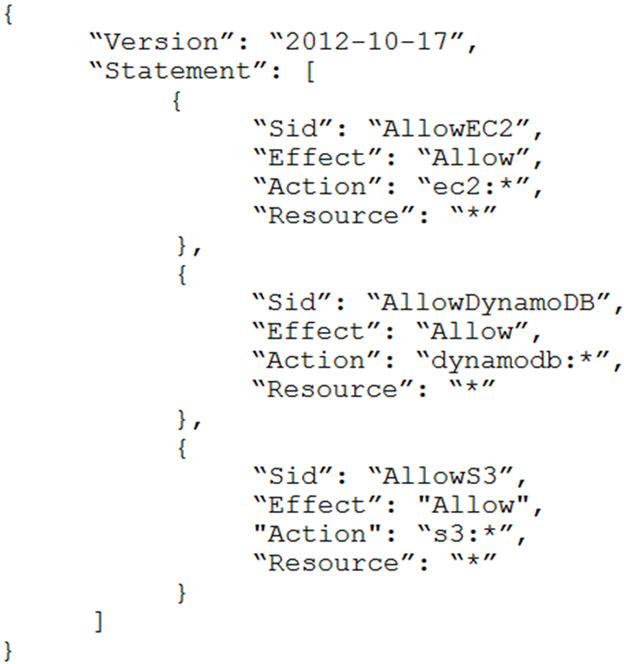 {
“Version”: “2012-10-17”,
“Statement”: [
{
“Sid”: “AllowEC2”,
“Effect”: “Allow”,
“Action”: “ec2:*”,
“Resource”: “*”
},
{
“Sid”: “AllowDynamoDB”,
“Effect”: “Allow”,
“Action”: “dynamodb:*”,
“Resource”: “*”
},
{
“Sid”: “AllowS3”,
“Effect”: "Allow",
"Action": “s3:*”,
“Resource”: “*”
}
]
}